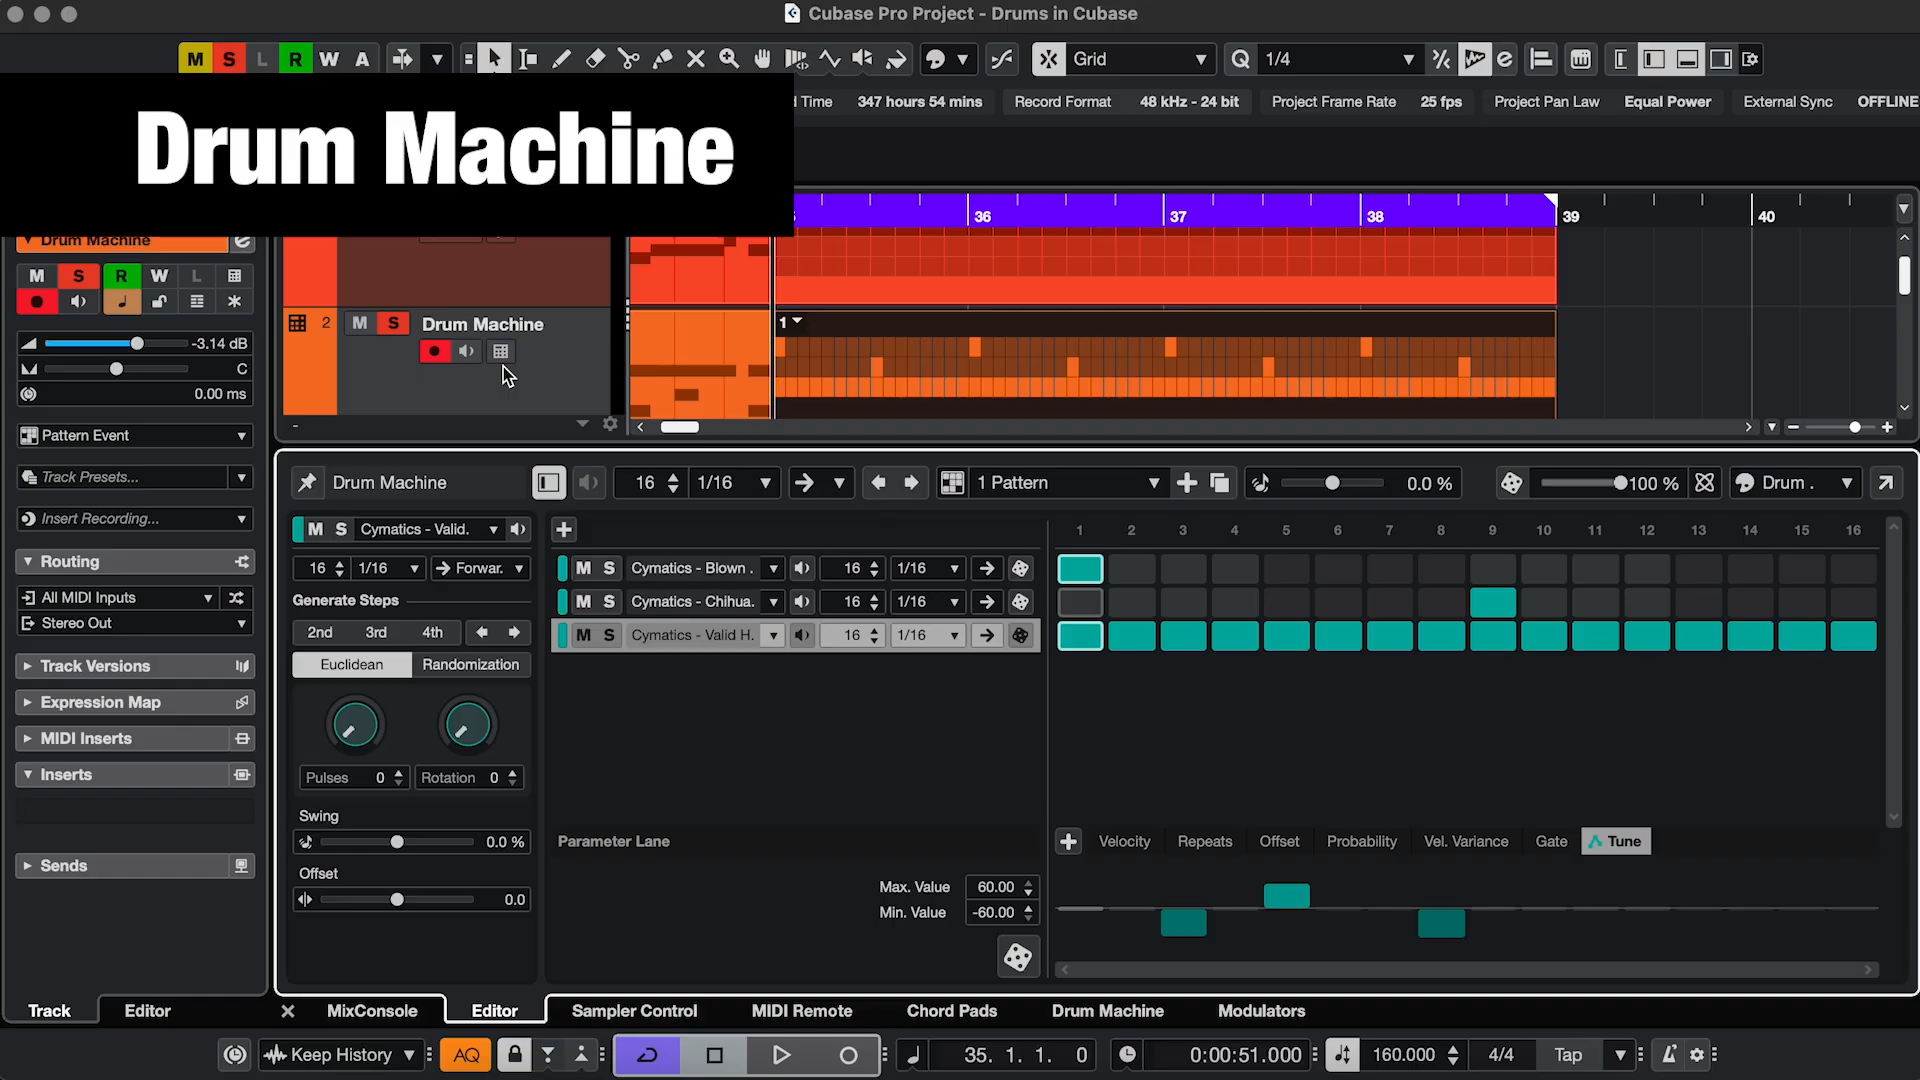 Cubase Pro Project - Drums in Cubase
M S L R W A Grid 1/4
Time 347 hours 54 mins Record Format 48 kHz - 24 bit Project Frame Rate 25 fps Project Pan Law Equal Power External Sync OFFLINE
Drum Machine
36 37 38 39 40
Drum Machine
M S R W L
2 M S Drum Machine
1
-3.14 dB
C
0.00 ms
Pattern Event
Track Presets...
Insert Recording...
Routing
All MIDI Inputs
Stereo Out
Track Versions
Expression Map
MIDI Inserts
Inserts
Sends
Drum Machine 16 1/16 1 Pattern 0.0 % 100 % Drum .
M S Cymatics - Valid.
16 1/16 Forwar.
Generate Steps
2nd 3rd 4th
Euclidean Randomization
Pulses 0 Rotation 0
Swing
0.0 %
Offset
0.0
1 2 3 4 5 6 7 8 9 10 11 12 13 14 15 16
M S Cymatics - Blown . 16 1/16
M S Cymatics - Chihua. 16 1/16
M S Cymatics - Valid H. 16 1/16
Parameter Lane Velocity Repeats Offset Probability Vel. Variance Gate Tune
Max. Value 60.00
Min. Value -60.00
Track Editor MixConsole Editor Sampler Control MIDI Remote Chord Pads Drum Machine Modulators
Keep History AQ 35. 1. 1. 0 0:00:51.000 160.000 4/4 Tap